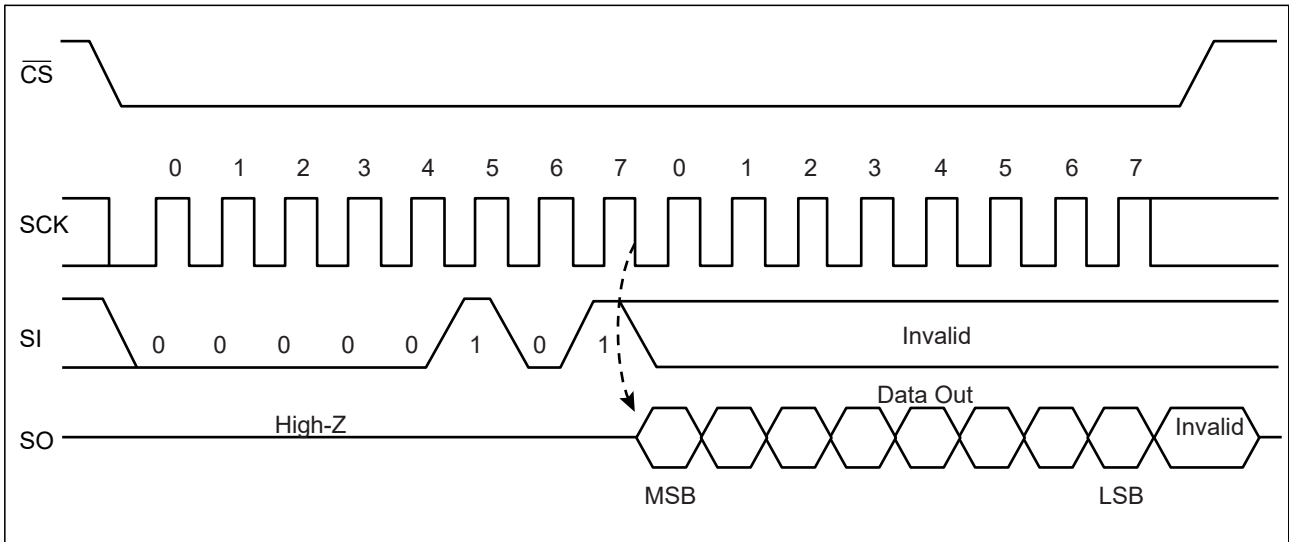 CS
0 1 2 3 4 5 6 7 0 1 2 3 4 5 6 7
SCK
SI
0 0 0 0 0 1 0 1
Invalid
Data Out
SO
High-Z
Invalid
MSB
LSB